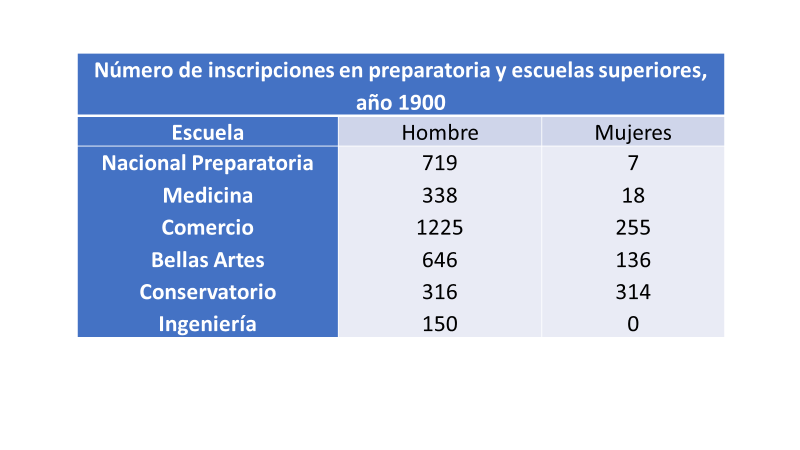 Número de inscripciones en preparatoria y escuelas superiores,
año 1900
Escuela Hombre Mujeres
Nacional Preparatoria 719 7
Medicina 338 18
Comercio 1225 255
Bellas Artes 646 136
Conservatorio 316 314
Ingeniería 150 0